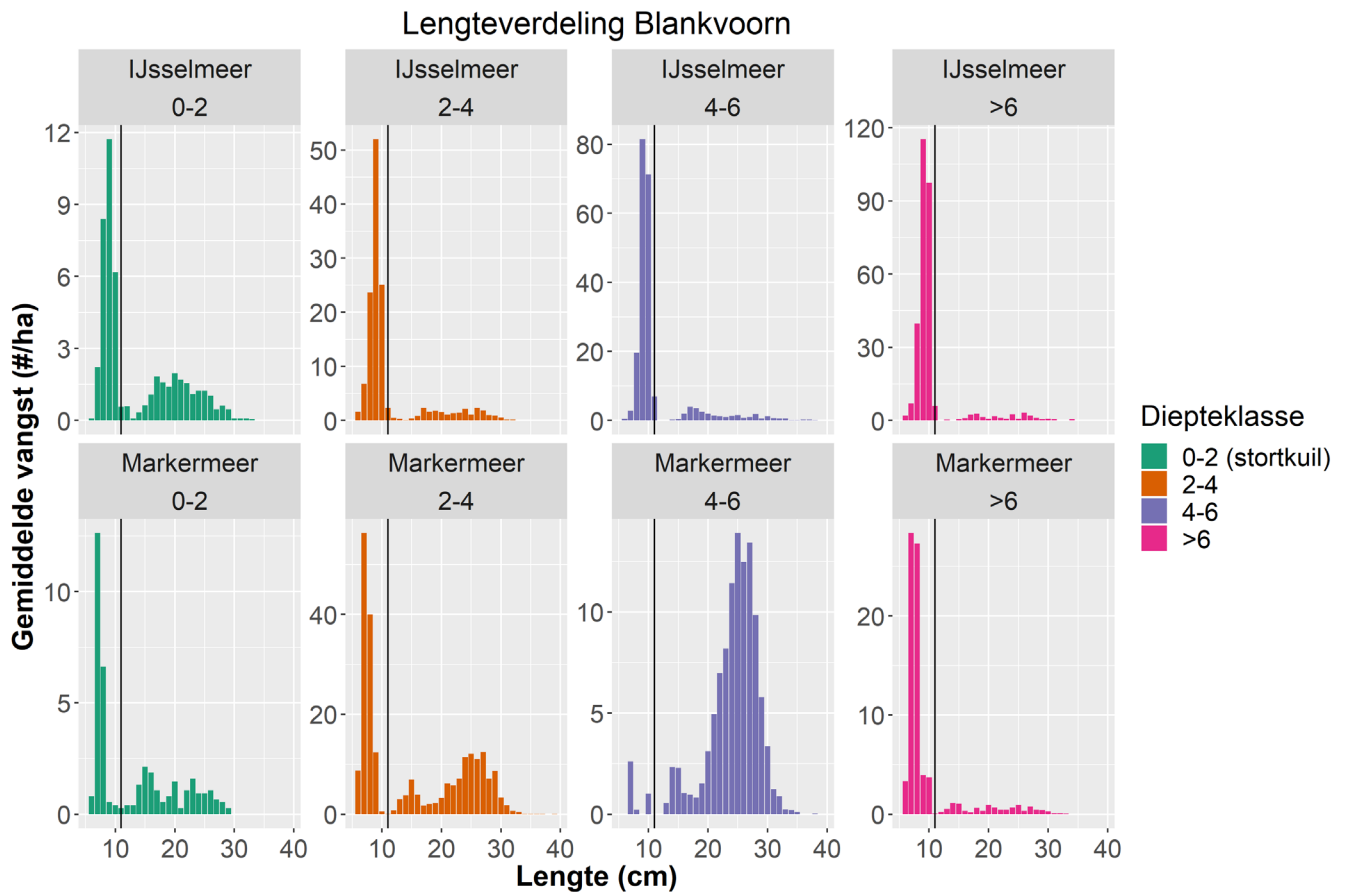 Lengteverdeling Blankvoorn
IJsselmeer
0-2
IJsselmeer
2-4
IJsselmeer
4-6
IJsselmeer
>6
12
9
6
3
0
50
40
30
20
10
0
80
60
40
20
0
120
90
60
30
0
Markermeer
0-2
Markermeer
2-4
Markermeer
4-6
Markermeer
>6
10
5
0
40
20
0
10
5
0
20
10
0
10 20 30 40
10 20 30 40
10 20 30 40
10 20 30 40
Lengte (cm)
Gemiddelde vangst (#/ha)
Diepteklasse
0-2 (stortkuil)
2-4
4-6
>6